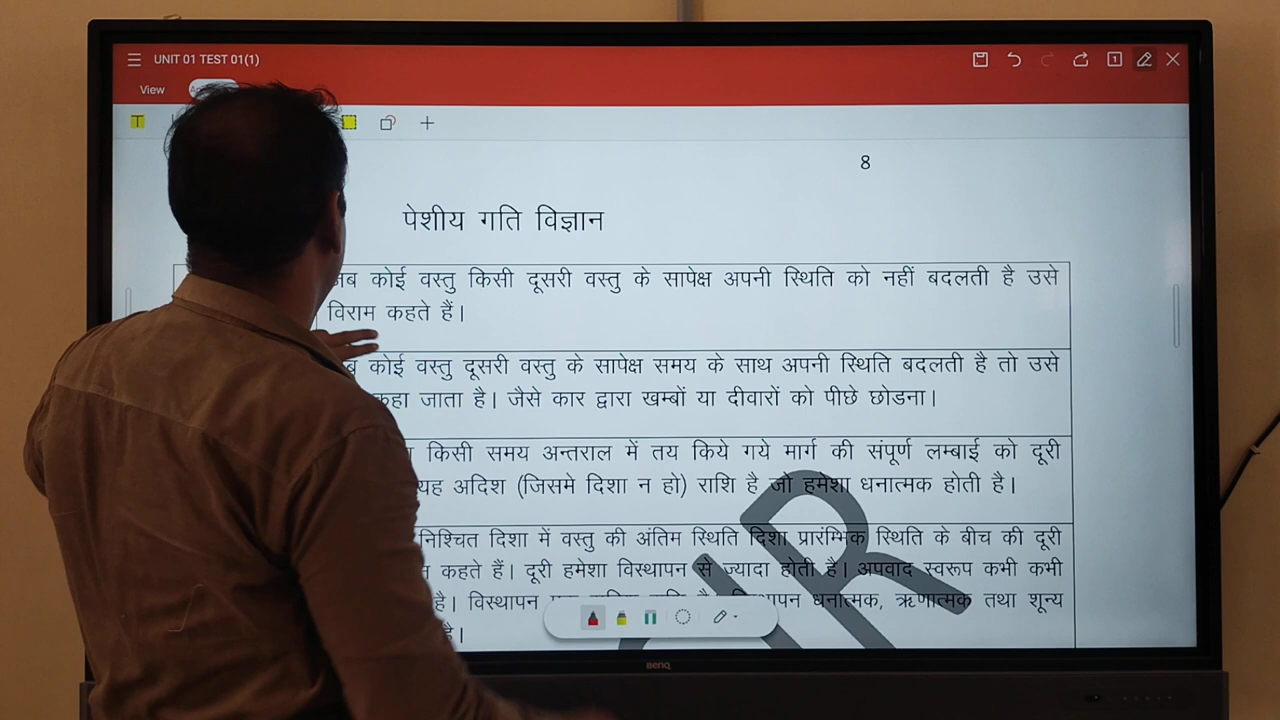 UNIT 01 TEST 01(1)
View
8
पेशीय गति विज्ञान
कोई वस्तु किसी दूसरी वस्तु के सापेक्ष अपनी स्थिति को नहीं बदलती है उसे
विराम कहते हैं।
कोई वस्तु दूसरी वस्तु के सापेक्ष समय के साथ अपनी स्थिति बदलती है तो उसे
कहा जाता है। जैसे कार द्वारा खम्बों या दीवारों को पीछे छोडना।
किसी समय अन्तराल में तय किये गये मार्ग की संपूर्ण लम्बाई को दूरी
यह अदिश (जिसमे दिशा न हो) राशि है जो हमेशा धनात्मक होती है।
निश्चित दिशा में वस्तु की अंतिम स्थिति दिशा प्रारंम्भिक स्थिति के बीच की दूरी
कहते हैं। दूरी हमेशा विस्थापन से ज्यादा होती है। अपवाद स्वरूप कभी कभी
है। विस्थापन धनात्मक, ऋणात्मक तथा शून्य
है।
BenQ